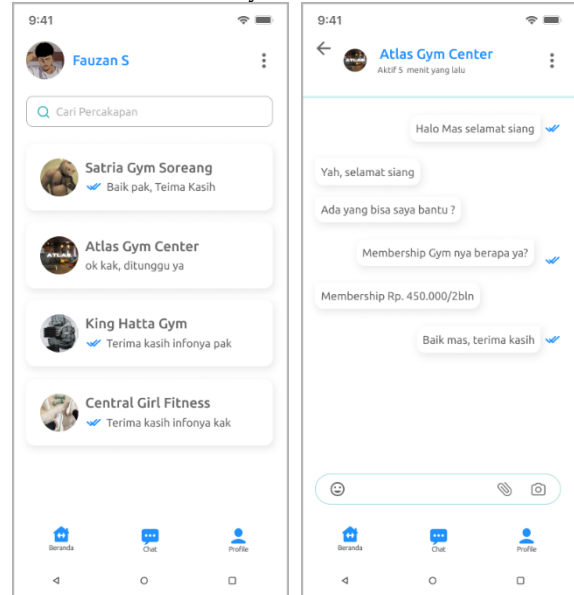 9:41
Fauzan S
Cari Percakapan
Satria Gym Soreang
Baik pak, Teima Kasih
ATLAS
Atlas Gym Center
ok kak, ditunggu ya
King Hatta Gym
Terima kasih infonya pak
Central Girl Fitness
Terima kasih infonya kak
Beranda
Chat
Profile
9:41
ATLAS
Atlas Gym Center
Aktif 5 menit yang lalu
Halo Mas selamat siang
Yah, selamat siang
Ada yang bisa saya bantu ?
Membership Gym nya berapa ya?
Membership Rp. 450.000/2bln
Baik mas, terima kasih
Beranda
Chat
Profile